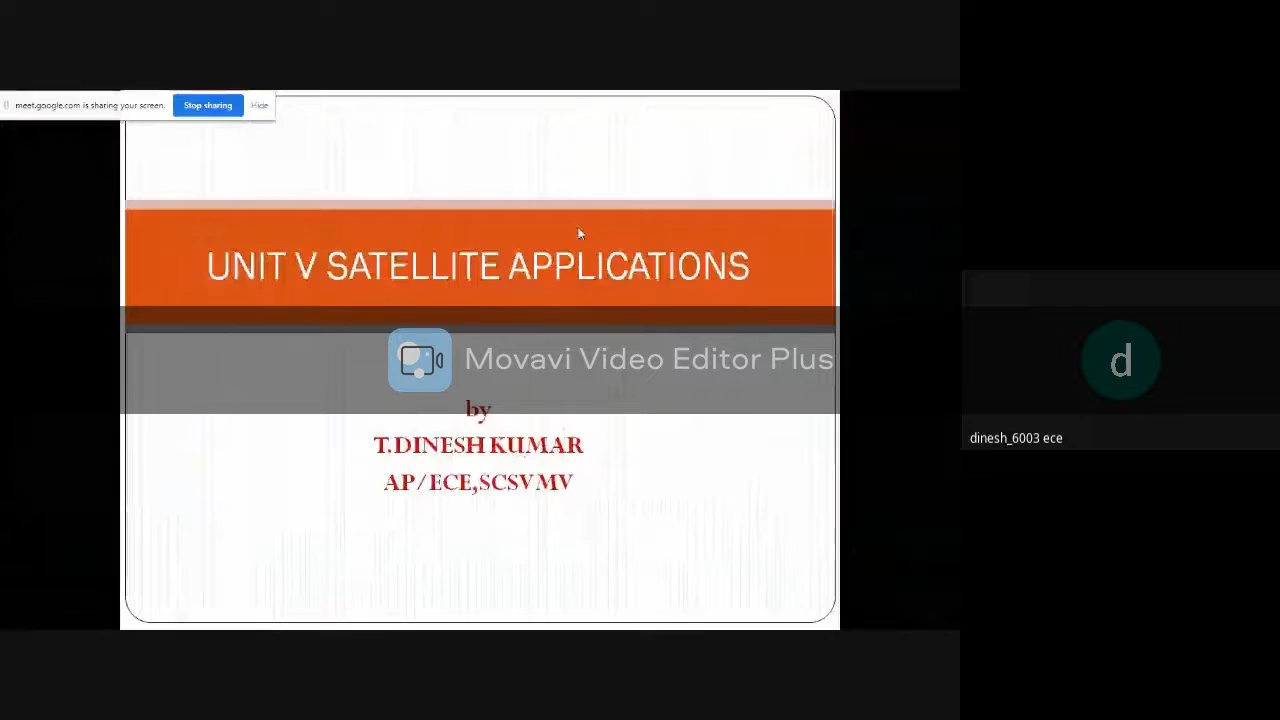 meet.google.com is sharing your screen. Stop sharing Hide
UNIT V SATELLITE APPLICATIONS
Movavi Video Editor Plus
by
T.DINESH KUMAR
AP/ECE,SCSVMV
d
dinesh_6003 ece